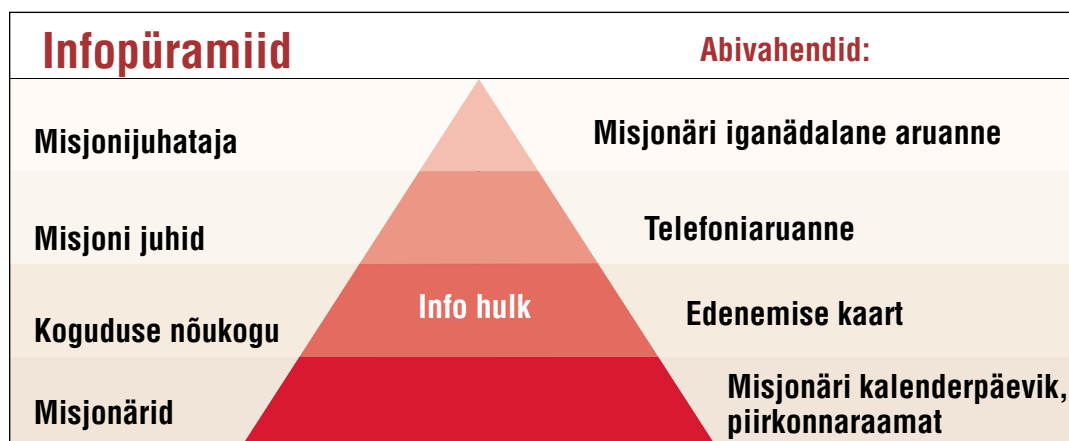 Infopüramiid
Abivahendid:
Misjonijuhataja
Misjonäri iganädalane aruanne
Misjoni juhid
Telefoniaruanne
Koguduse nõukogu
Info hulk
Edenemise kaart
Misjonärid
Misjonäri kalenderpäevik,
piirkonnaraamat